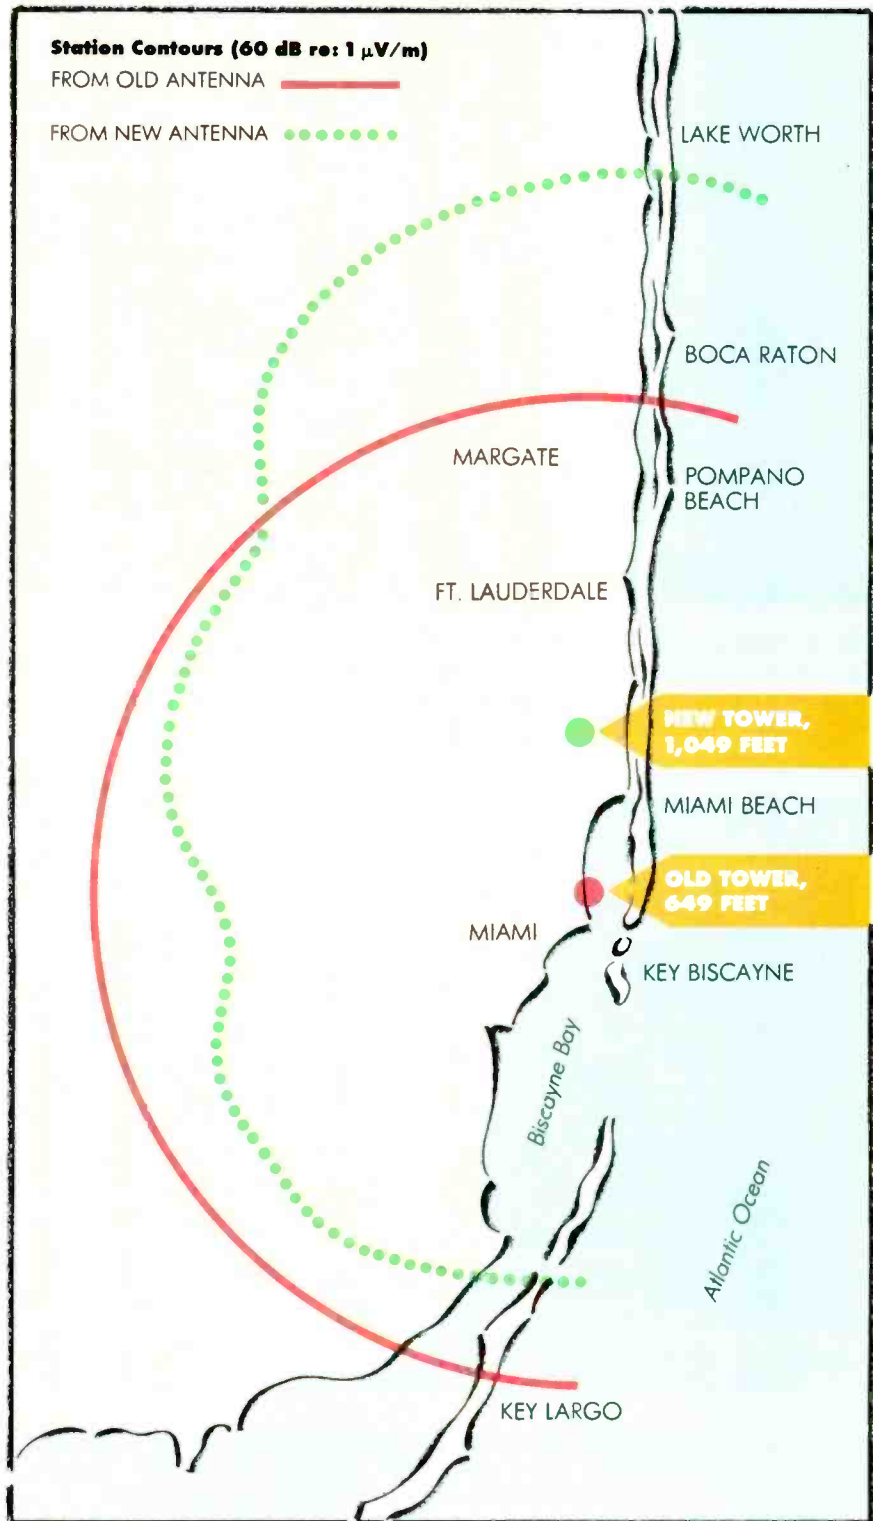 Station Contours (60 dB re: 1 µV/m)
FROM OLD ANTENNA
FROM NEW ANTENNA
LAKE WORTH
BOCA RATON
MARGATE
POMPANO
BEACH
FT. LAUDERDALE
NEW TOWER,
1,049 FEET
MIAMI BEACH
OLD TOWER,
649 FEET
MIAMI
KEY BISCAYNE
Biscayne Bay
Atlantic Ocean
KEY LARGO